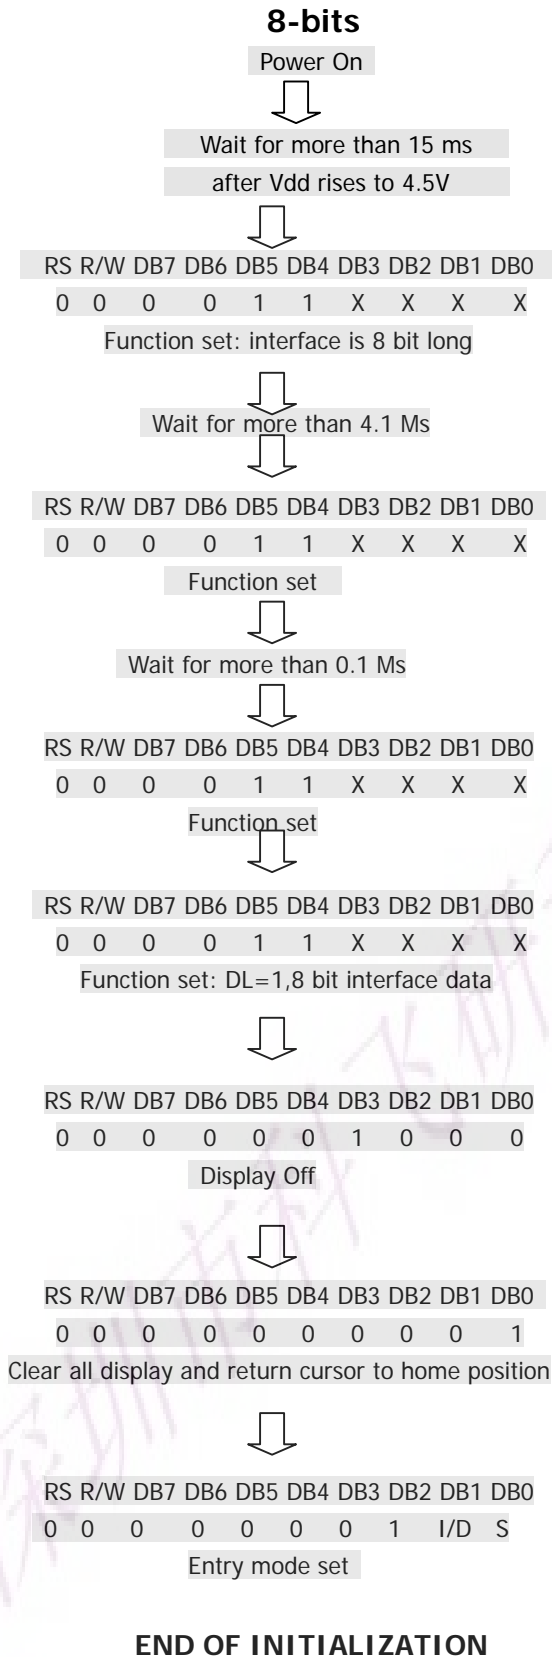 8-bits
Power On
Wait for more than 15 ms
after Vdd rises to 4.5V
RS R/W DB7 DB6 DB5 DB4 DB3 DB2 DB1 DB0
0 0 0 0 1 1 X X X X
Function set: interface is 8 bit long
Wait for more than 4.1 Ms
RS R/W DB7 DB6 DB5 DB4 DB3 DB2 DB1 DB0
0 0 0 0 1 1 X X X X
Function set
Wait for more than 0.1 Ms
RS R/W DB7 DB6 DB5 DB4 DB3 DB2 DB1 DB0
0 0 0 0 1 1 X X X X
Function set
RS R/W DB7 DB6 DB5 DB4 DB3 DB2 DB1 DB0
0 0 0 0 1 1 X X X X
Function set: DL=1,8 bit interface data
RS R/W DB7 DB6 DB5 DB4 DB3 DB2 DB1 DB0
0 0 0 0 0 0 1 0 0 0
Display Off
RS R/W DB7 DB6 DB5 DB4 DB3 DB2 DB1 DB0
0 0 0 0 0 0 0 0 0 1
Clear all display and return cursor to home position
RS R/W DB7 DB6 DB5 DB4 DB3 DB2 DB1 DB0
0 0 0 0 0 0 0 1 I/D S
Entry mode set
END OF INITIALIZATION
深圳市科飞研